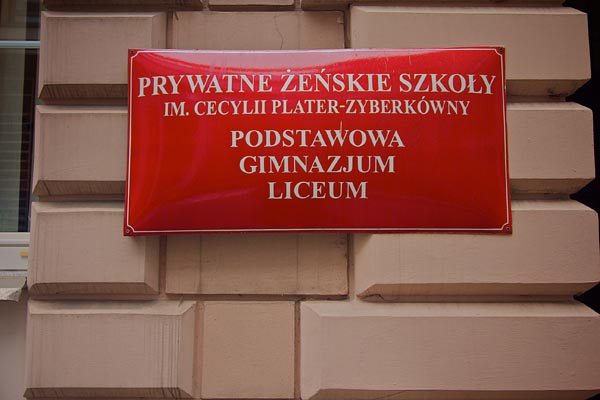 PRYWATNE ŻEŃSKIE SZKOŁY
IM. CECYLII PLATER-ZYBERKÓWNY
PODSTAWOWA
GIMNAZJUM
LICEUM